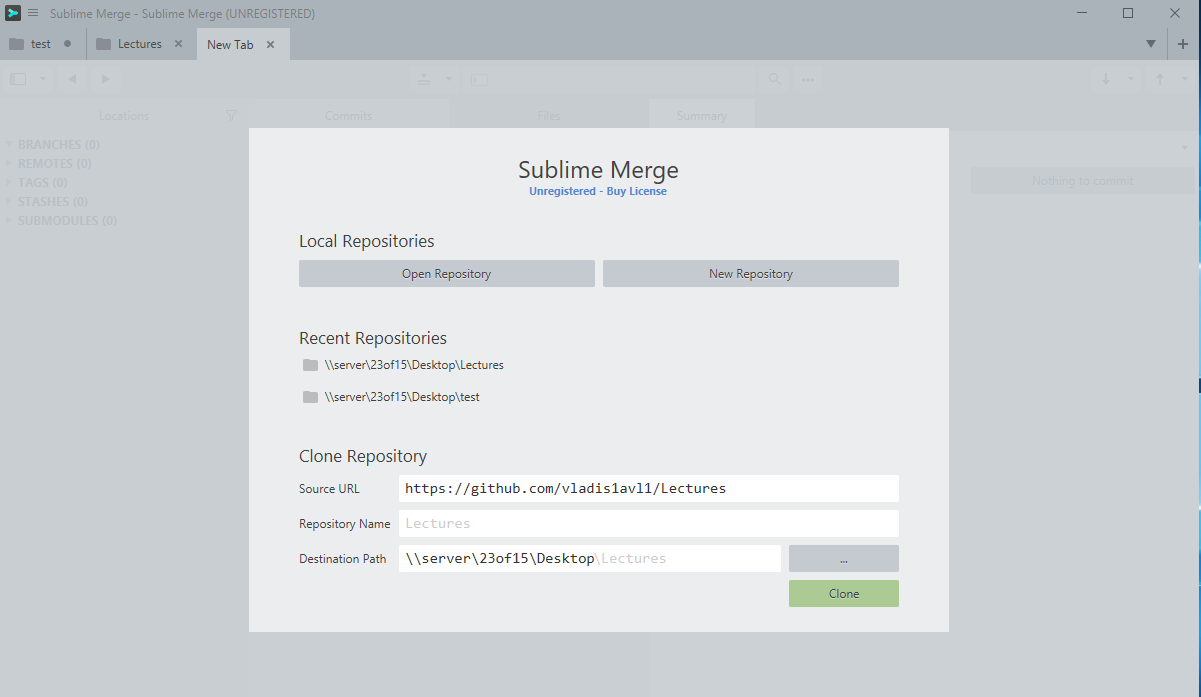 Sublime Merge - Sublime Merge (UNREGISTERED)
test
Lectures
New Tab
Locations
Commits
Files
Summary
BRANCHES (0)
REMOTES (0)
TAGS (0)
STASHES (0)
SUBMODULES (0)
Nothing to commit
Sublime Merge
Unregistered - Buy License
Local Repositories
Open Repository
New Repository
Recent Repositories
\\server\23of15\Desktop\Lectures
\\server\23of15\Desktop\test
Clone Repository
Source URL https://github.com/vladis1avl1/Lectures
Repository Name Lectures
Destination Path \\server\23of15\Desktop\Lectures ...
Clone